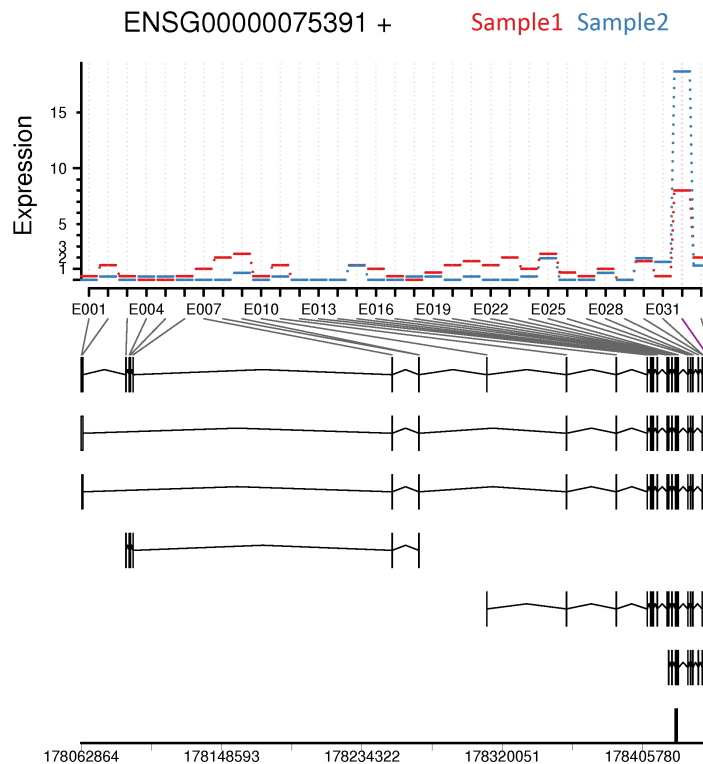 ENSG00000075391 + Sample1 Sample2
15
10
5
3
2
1
Expression
E001 E004 E007 E010 E013 E016 E019 E022 E025 E028 E031
178062864 178148593 178234322 178320051 178405780